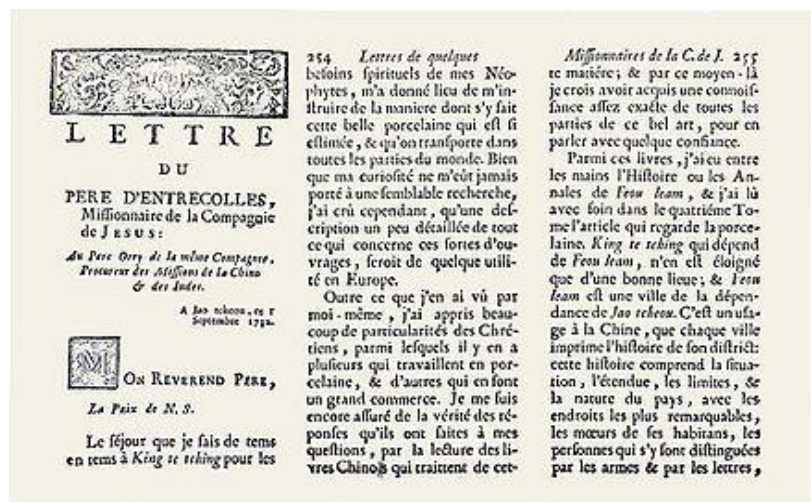 LETTRE
DU
PERE D'ENTRECOLLES,
Missionnaire de la Compagnie
de JESUS:
Au Pere Orry de la même Compagnie,
Procureur des Missions de la Chine
& des Indes.
A Jao tcheou, ce 1
Septembre 1712.
MON REVEREND PERE,
La Paix de N. S.
Le séjour que je fais de tems
en tems à King te tching pour les
254 Lettres de quelques
besoins spirituels de mes Néo-
phytes, m'a donné lieu de m'in-
struire de la maniere dont s'y fait
cette belle porcelaine qui est si
estimée, & qu'on transporte dans
toutes les parties du monde. Bien
que ma curiosité ne m'eût jamais
porté à une semblable recherche,
j'ai crû cependant, qu'une des-
cription un peu détaillée de tout
ce qui concerne ces sortes d'ou-
vrages, seroit de quelque utili-
té en Europe.
Outre ce que j'en ai vû par
moi-même, j'ai appris beau-
coup de particularités des Chré-
tiens, parmi lesquels il y en a
plusieurs qui travaillent en por-
celaine, & d'autres qui en font
un grand commerce. Je me suis
encore assuré de la vérité des ré-
ponses qu'ils ont faites à mes
questions, par la lecture des li-
vres Chinois qui traittent de cet-
Missionnaires de la C. de J. 255
te matiére; & par ce moyen-là
je crois avoir acquis une connois-
sance assez exacte de toutes les
parties de ce bel art, pour en
parler avec quelque confiance.
Parmi ces livres, j'ai eu entre
les mains l'Histoire ou les An-
nales de Feou leam, & j'ai lû
avec soin dans le quatriéme To-
me l'article qui regarde la porce-
laine. King te tching qui dépend
de Feou leam, n'en est éloigné
que d'une bonne lieue; & Feou
leam est une ville de la dépen-
dance de Jao tcheou. C'est un usa-
ge à la Chine, que chaque ville
imprime l'histoire de son district:
cette histoire comprend la situa-
tion, l'étendue, les limites, &
la nature du pays, avec les
endroits les plus remarquables,
les mœurs de ses habitans, les
personnes qui s'y sont distinguées
par les armes & par les lettres,